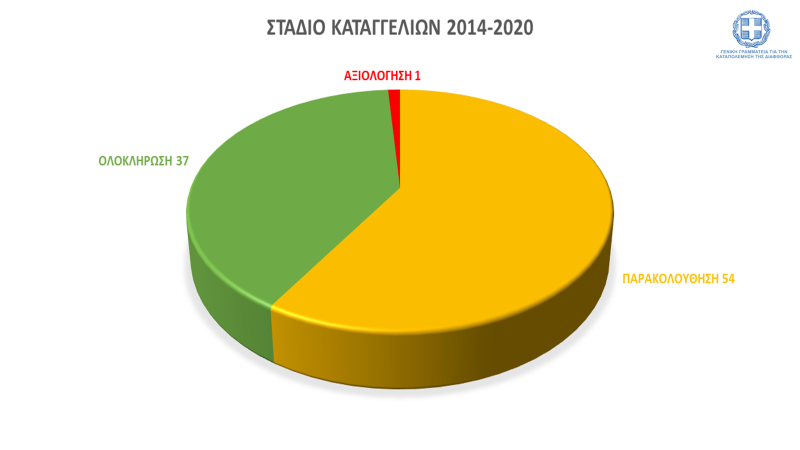 ΣΤΑΔΙΟ ΚΑΤΑΓΓΕΛΙΩΝ 2014-2020
ΓΕΝΙΚΗ ΓΡΑΜΜΑΤΕΙΑ ΓΙΑ ΤΗΝ
ΚΑΤΑΠΟΛΕΜΗΣΗ ΤΗΣ ΔΙΑΦΘΟΡΑΣ
ΑΞΙΟΛΟΓΗΣΗ 1
ΟΛΟΚΛΗΡΩΣΗ 37
ΠΑΡΑΚΟΛΟΥΘΗΣΗ 54